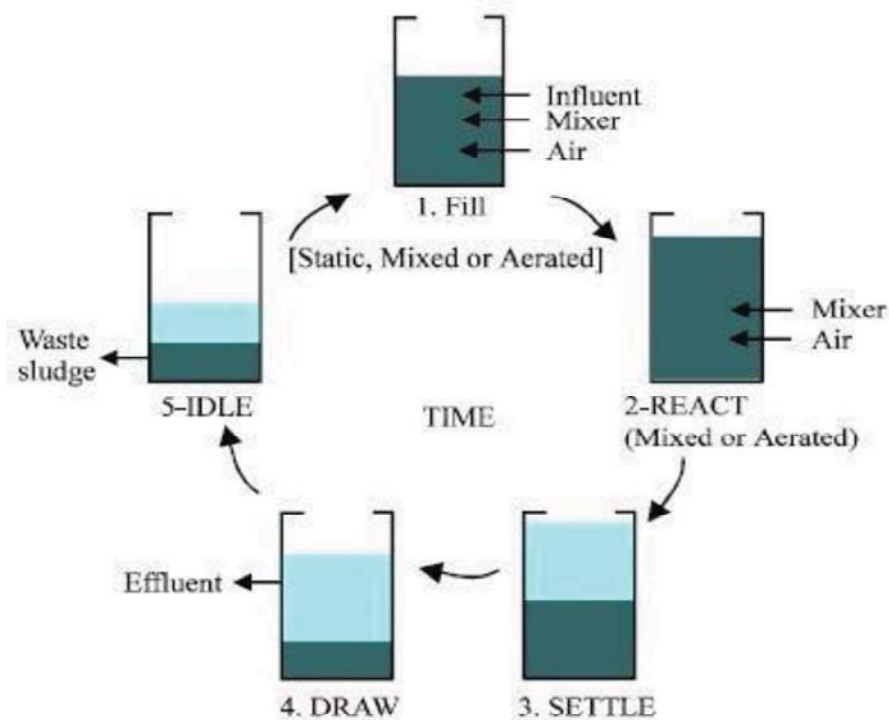 Influent
Mixer
Air
1. Fill
[Static, Mixed or Aerated]
Mixer
Air
2-REACT
(Mixed or Aerated)
3. SETTLE
Effluent
4. DRAW
Waste
sludge
5-IDLE
TIME